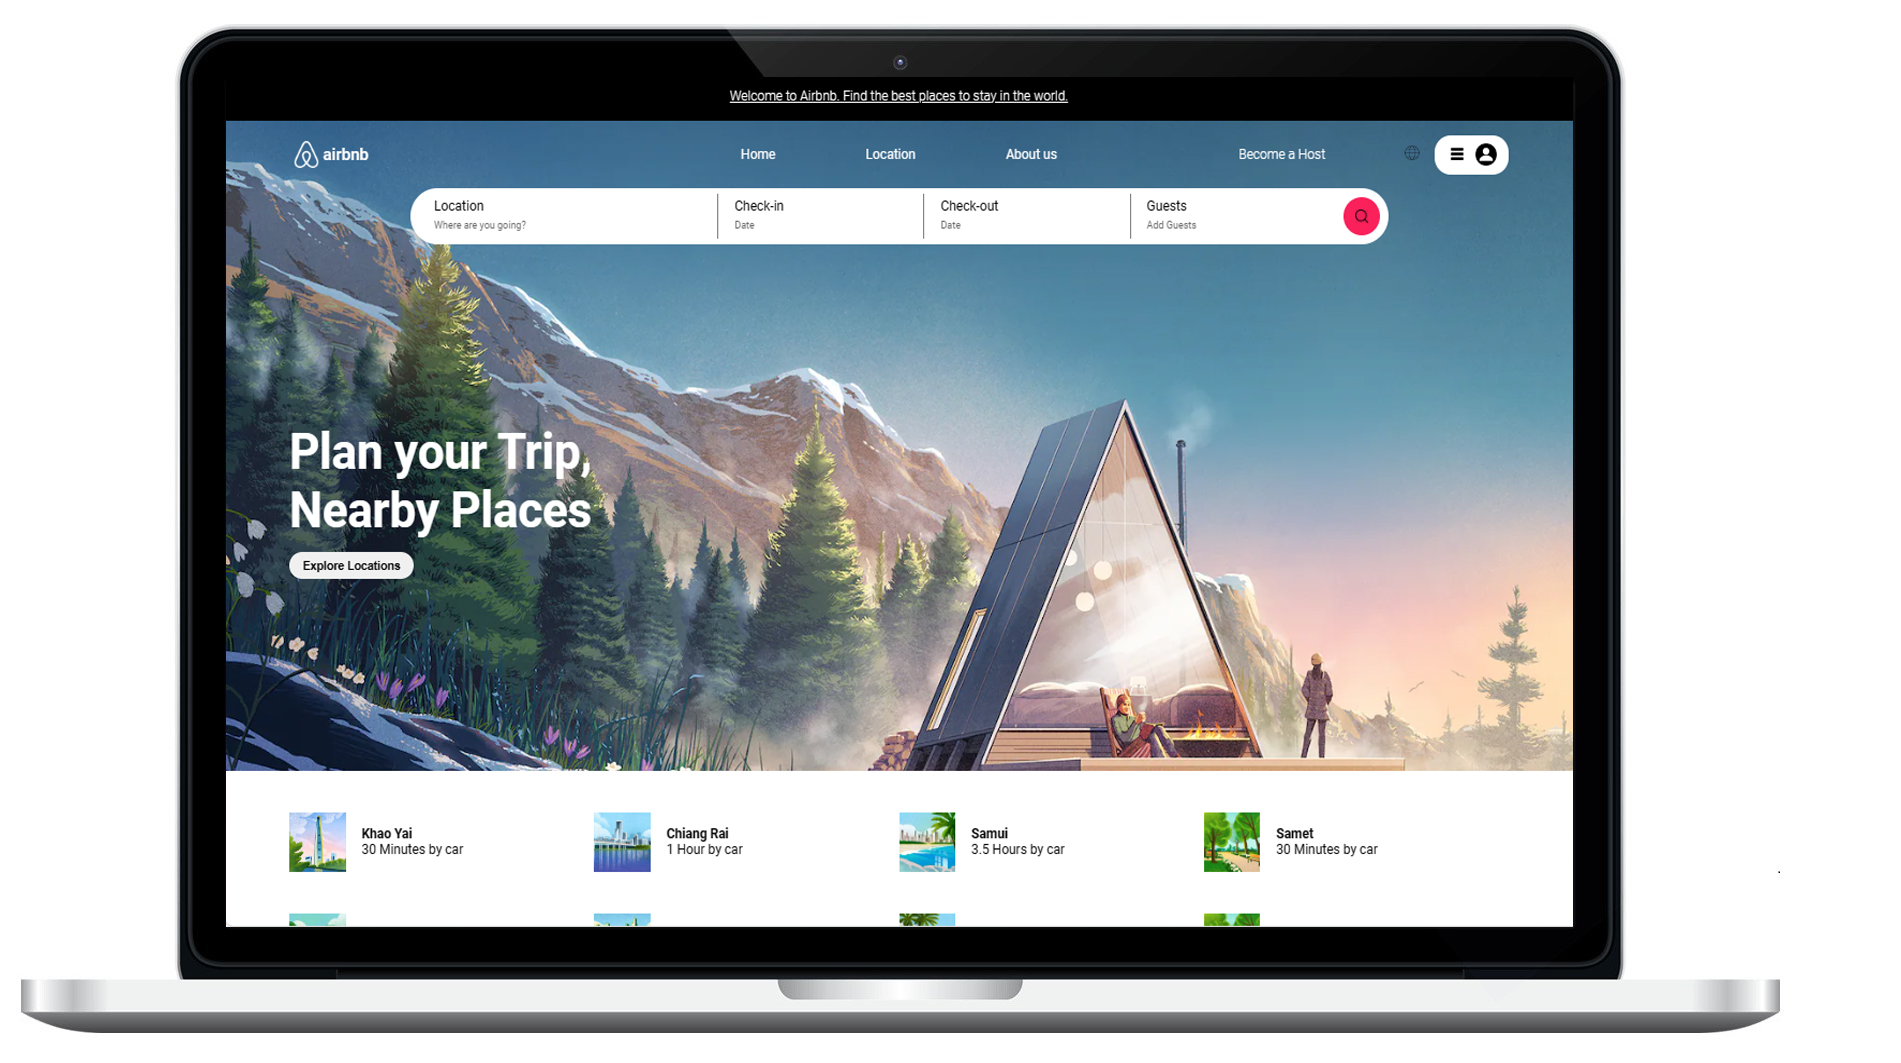 Welcome to Airbnb. Find the best places to stay in the world.
airbnb
Home
Location
About us
Become a Host
Location
Where are you going?
Check-in
Date
Check-out
Date
Guests
Add Guests
Plan your Trip,
Nearby Places
Explore Locations
Khao Yai
30 Minutes by car
Chiang Rai
1 Hour by car
Samui
3.5 Hours by car
Samet
30 Minutes by car